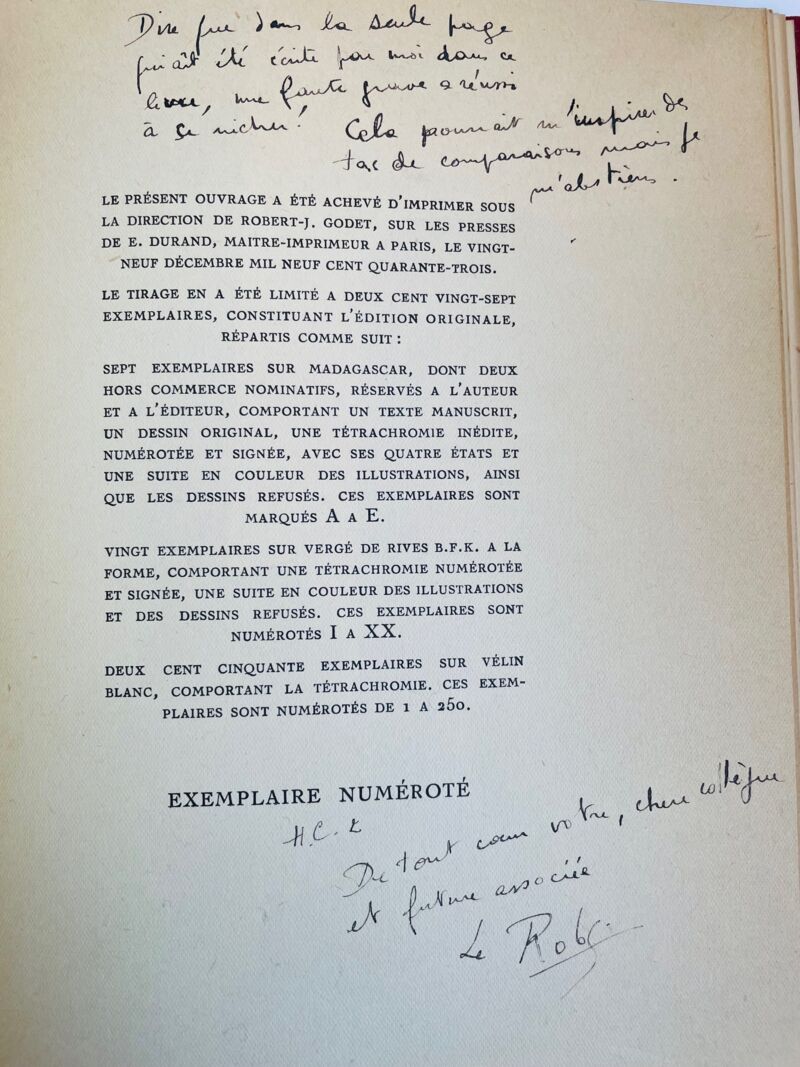 Dire que dans la seule page
qui ait été écrite par moi dans ce
livre, une faute grave a réussi
à se nicher! Cela pourrait m'inspirer des
tas de comparaisons mais je
m'abstiens.
LE PRÉSENT OUVRAGE A ÉTÉ ACHEVÉ D'IMPRIMER SOUS
LA DIRECTION DE ROBERT-J. GODET, SUR LES PRESSES
DE E. DURAND, MAITRE-IMPRIMEUR A PARIS, LE VINGT-
NEUF DÉCEMBRE MIL NEUF CENT QUARANTE-TROIS.
LE TIRAGE EN A ÉTÉ LIMITÉ A DEUX CENT VINGT-SEPT
EXEMPLAIRES, CONSTITUANT L'ÉDITION ORIGINALE,
RÉPARTIS COMME SUIT :
SEPT EXEMPLAIRES SUR MADAGASCAR, DONT DEUX
HORS COMMERCE NOMINATIFS, RÉSERVÉS A L'AUTEUR
ET A L'ÉDITEUR, COMPORTANT UN TEXTE MANUSCRIT,
UN DESSIN ORIGINAL, UNE TÉTRACHROMIE INÉDITE,
NUMÉROTÉE ET SIGNÉE, AVEC SES QUATRE ÉTATS ET
UNE SUITE EN COULEUR DES ILLUSTRATIONS, AINSI
QUE LES DESSINS REFUSÉS. CES EXEMPLAIRES SONT
MARQUÉS A A E.
VINGT EXEMPLAIRES SUR VERGÉ DE RIVES B.F.K. A LA
FORME, COMPORTANT UNE TÉTRACHROMIE NUMÉROTÉE
ET SIGNÉE, UNE SUITE EN COULEUR DES ILLUSTRATIONS
ET DES DESSINS REFUSÉS. CES EXEMPLAIRES SONT
NUMÉROTÉS I A XX.
DEUX CENT CINQUANTE EXEMPLAIRES SUR VÉLIN
BLANC, COMPORTANT LA TÉTRACHROMIE. CES EXEM-
PLAIRES SONT NUMÉROTÉS DE 1 A 250.
EXEMPLAIRE NUMÉROTÉ
H.C.
De tout cœur votre, chère collègue
et future associée
Le Rob.